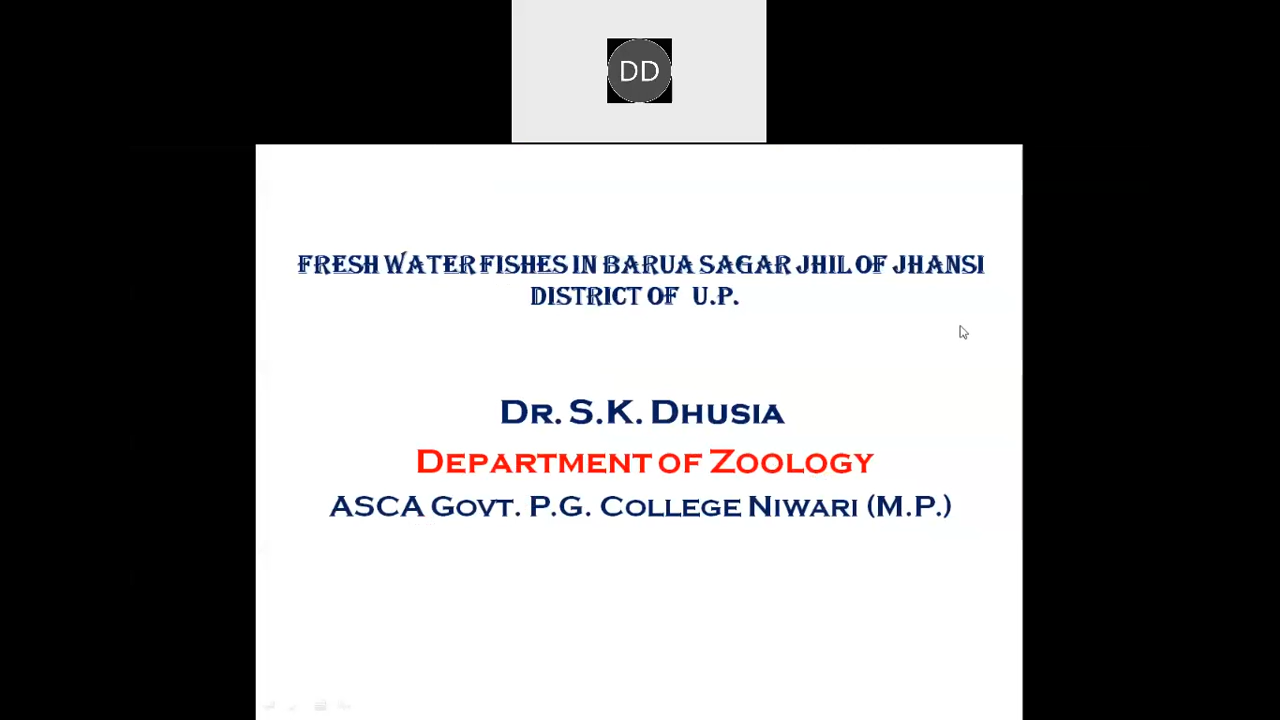 DD
FRESH WATER FISHES IN BARUA SAGAR JHIL OF JHANSI
DISTRICT OF U.P.
DR. S.K. DHUSIA
DEPARTMENT OF ZOOLOGY
ASCA GOVT. P.G. COLLEGE NIWARI (M.P.)